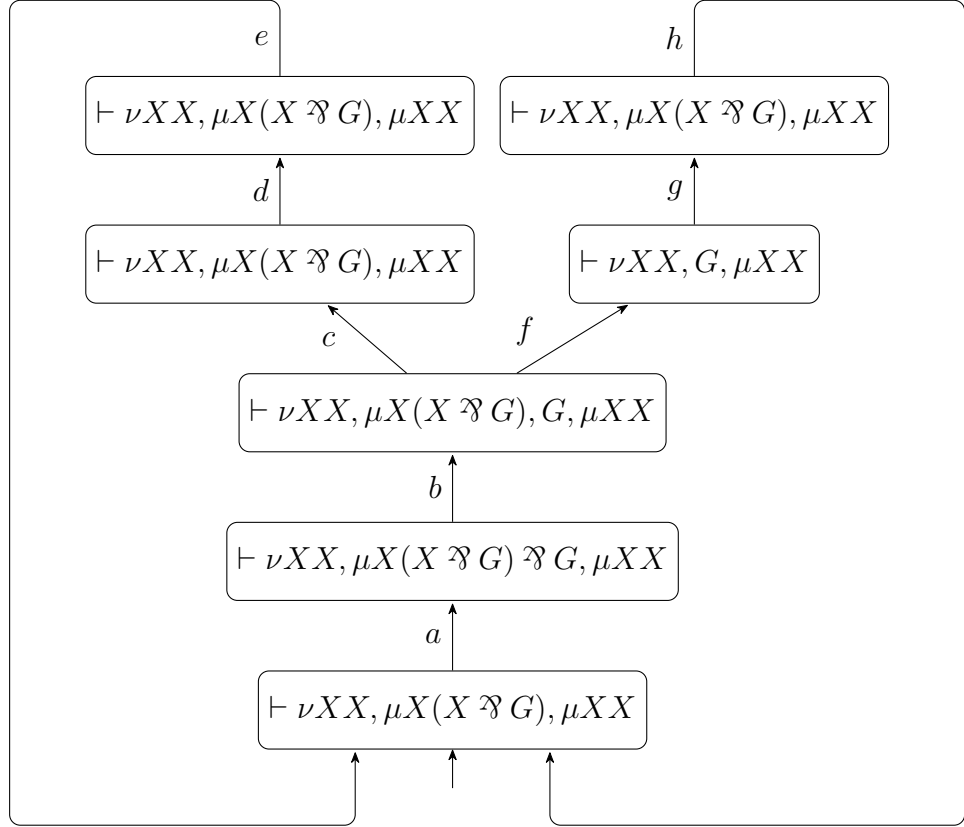 e h
⊢ νXX, μX(X ⅋ G), μXX ⊢ νXX, μX(X ⅋ G), μXX
d g
⊢ νXX, μX(X ⅋ G), μXX ⊢ νXX, G, μXX
c f
⊢ νXX, μX(X ⅋ G), G, μXX
b
⊢ νXX, μX(X ⅋ G) ⅋ G, μXX
a
⊢ νXX, μX(X ⅋ G), μXX